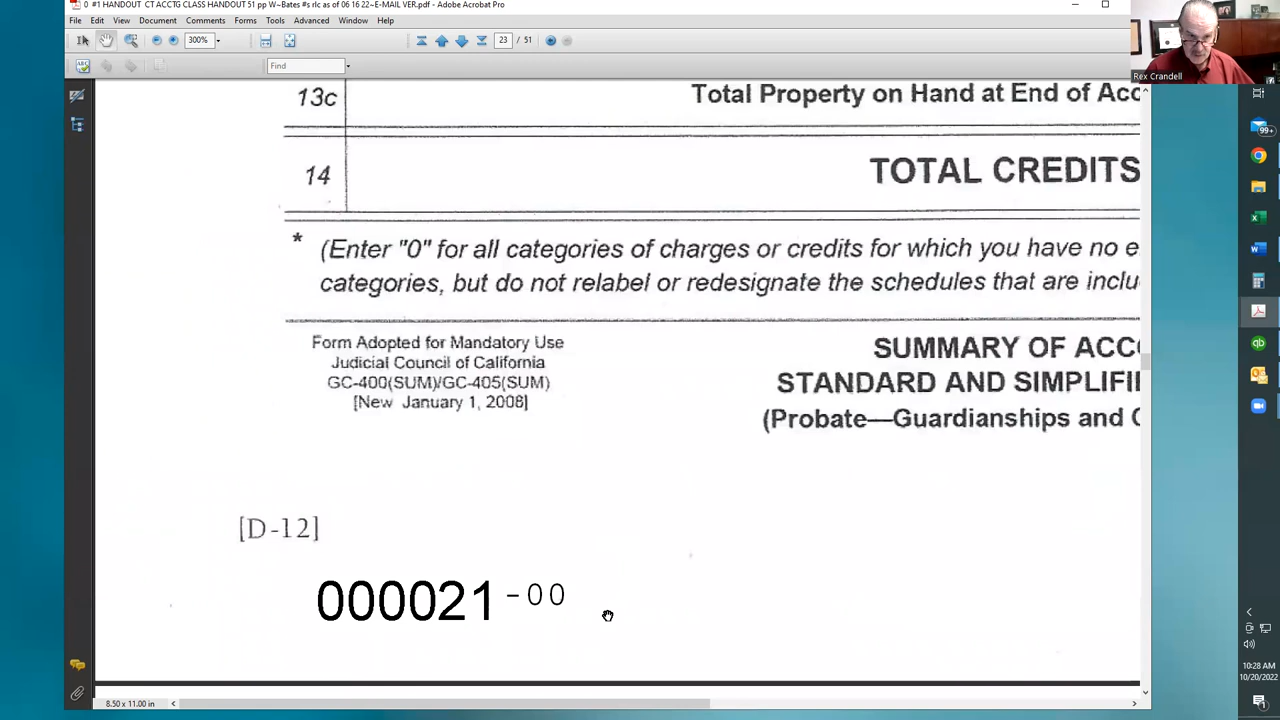 0 #1 HANDOUT CT ACCTG CLASS HANDOUT 51 pp W~Bates #s rlc as of 06 16 22~E-MAIL VER.pdf - Adobe Acrobat Pro
File Edit View Document Comments Forms Tools Advanced Window Help
300% 23 / 51
Find
Rex Crandell
13c Total Property on Hand at End of Acc
14 TOTAL CREDITS
* (Enter "0" for all categories of charges or credits for which you have no e
categories, but do not relabel or redesignate the schedules that are inclu
Form Adopted for Mandatory Use
Judicial Council of California
GC-400(SUM)/GC-405(SUM)
[New January 1, 2008]
SUMMARY OF ACCO
STANDARD AND SIMPLIFI
(Probate—Guardianships and C
[D-12]
000021 -00
8.50 x 11.00 in
99+
10:28 AM
10/20/2022